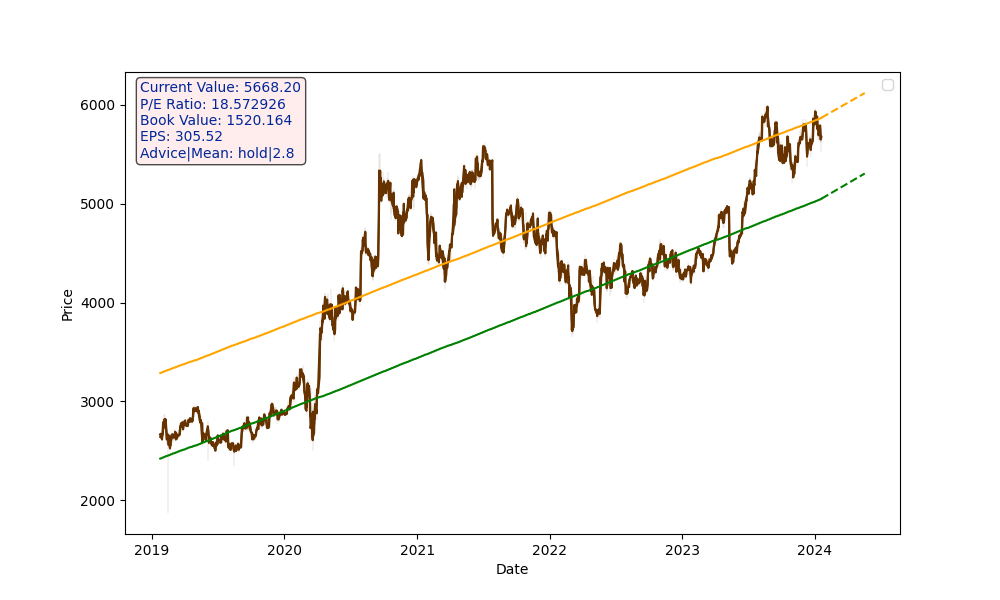 Current Value: 5668.20
P/E Ratio: 18.572926
Book Value: 1520.164
EPS: 305.52
Advice|Mean: hold|2.8
6000
5000
4000
3000
2000
Price
2019 2020 2021 2022 2023 2024
Date